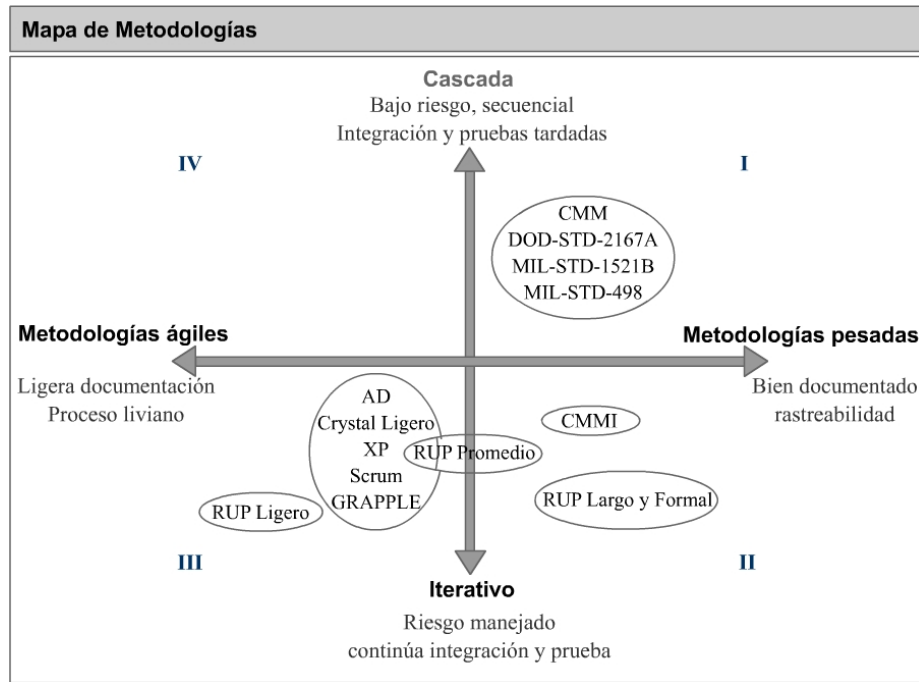 Mapa de Metodologías
Cascada
Bajo riesgo, secuencial
Integración y pruebas tardadas
IV
I
CMM
DOD-STD-2167A
MIL-STD-1521B
MIL-STD-498
Metodologías ágiles
Metodologías pesadas
Ligera documentación
Proceso liviano
Bien documentado
rastreabilidad
AD
Crystal Ligero
XP
Scrum
GRAPPLE
RUP Promedio
CMMI
RUP Ligero
RUP Largo y Formal
III
II
Iterativo
Riesgo manejado
continúa integración y prueba